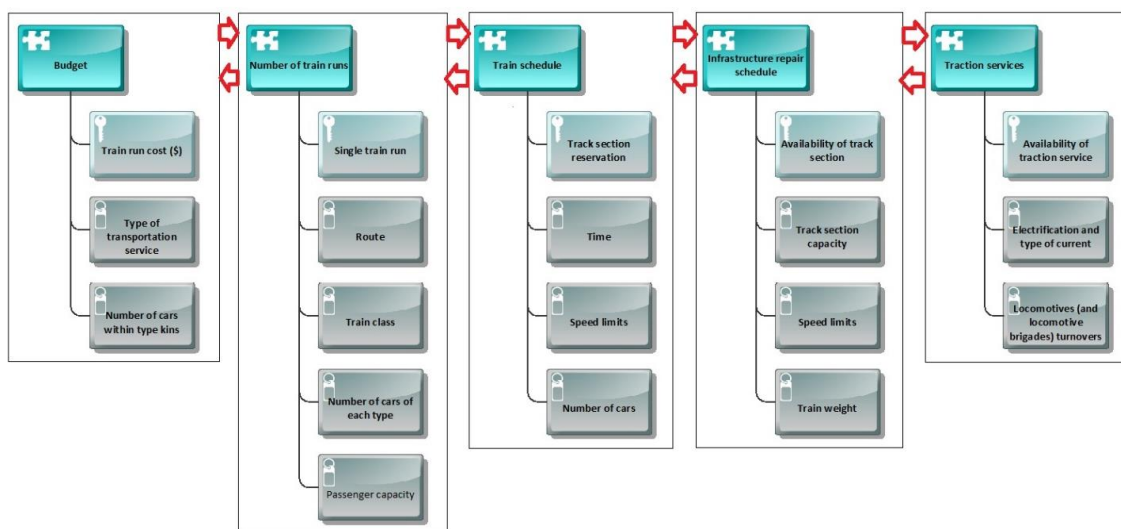 Budget
Train run cost ($)
Type of
transportation
service
Number of cars
within type kins
Number of train runs
Single train run
Route
Train class
Number of cars of
each type
Passenger capacity
Train schedule
Track section
reservation
Time
Speed limits
Number of cars
Infrastructure repair
schedule
Availability of track
section
Track section
capacity
Speed limits
Train weight
Traction services
Availability of
traction service
Electrification and
type of current
Locomotives (and
locomotive
brigades) turnovers